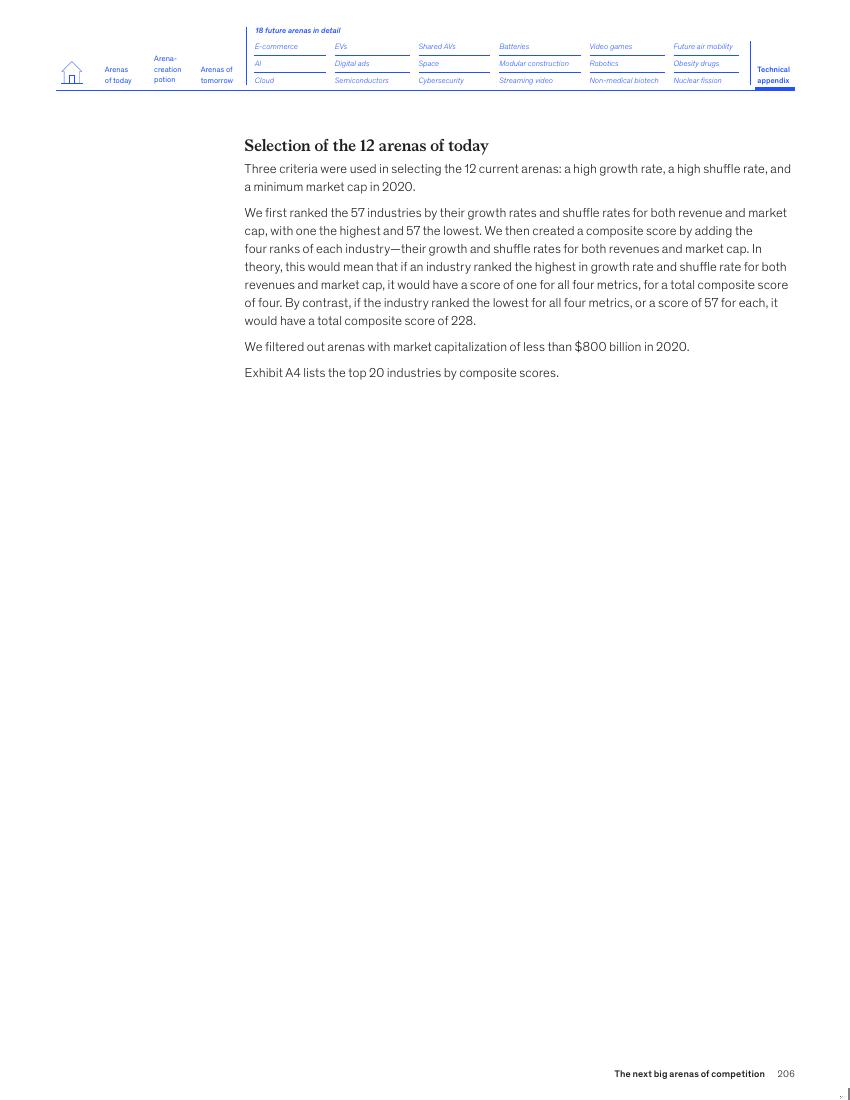 18 future arenas in detail
Arenas
of today
Arena-
creation
potion
Arenas of
tomorrow
E-commerce
EVs
Shared AVs
Batteries
Video games
Future air mobility
AI
Digital ads
Space
Modular construction
Robotics
Obesity drugs
Cloud
Semiconductors
Cybersecurity
Streaming video
Non-medical biotech
Nuclear fission
Technical
appendix
Selection of the 12 arenas of today
Three criteria were used in selecting the 12 current arenas: a high growth rate, a high shuffle rate, and
a minimum market cap in 2020.
We first ranked the 57 industries by their growth rates and shuffle rates for both revenue and market
cap, with one the highest and 57 the lowest. We then created a composite score by adding the
four ranks of each industry—their growth and shuffle rates for both revenues and market cap. In
theory, this would mean that if an industry ranked the highest in growth rate and shuffle rate for both
revenues and market cap, it would have a score of one for all four metrics, for a total composite score
of four. By contrast, if the industry ranked the lowest for all four metrics, or a score of 57 for each, it
would have a total composite score of 228.
We filtered out arenas with market capitalization of less than $800 billion in 2020.
Exhibit A4 lists the top 20 industries by composite scores.
The next big arenas of competition 206